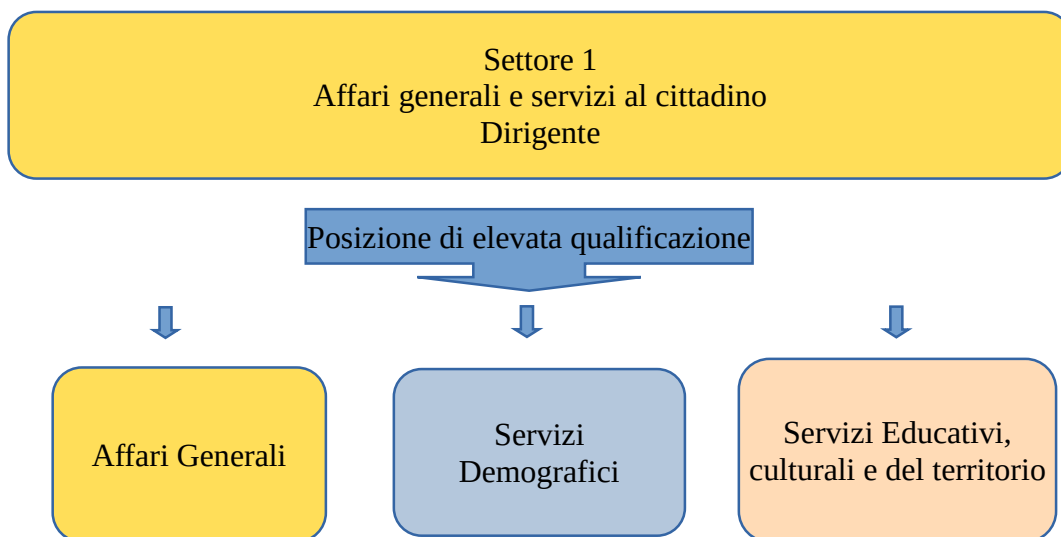 Settore 1
Affari generali e servizi al cittadino
Dirigente
Posizione di elevata qualificazione
Affari Generali
Servizi
Demografici
Servizi Educativi,
culturali e del territorio